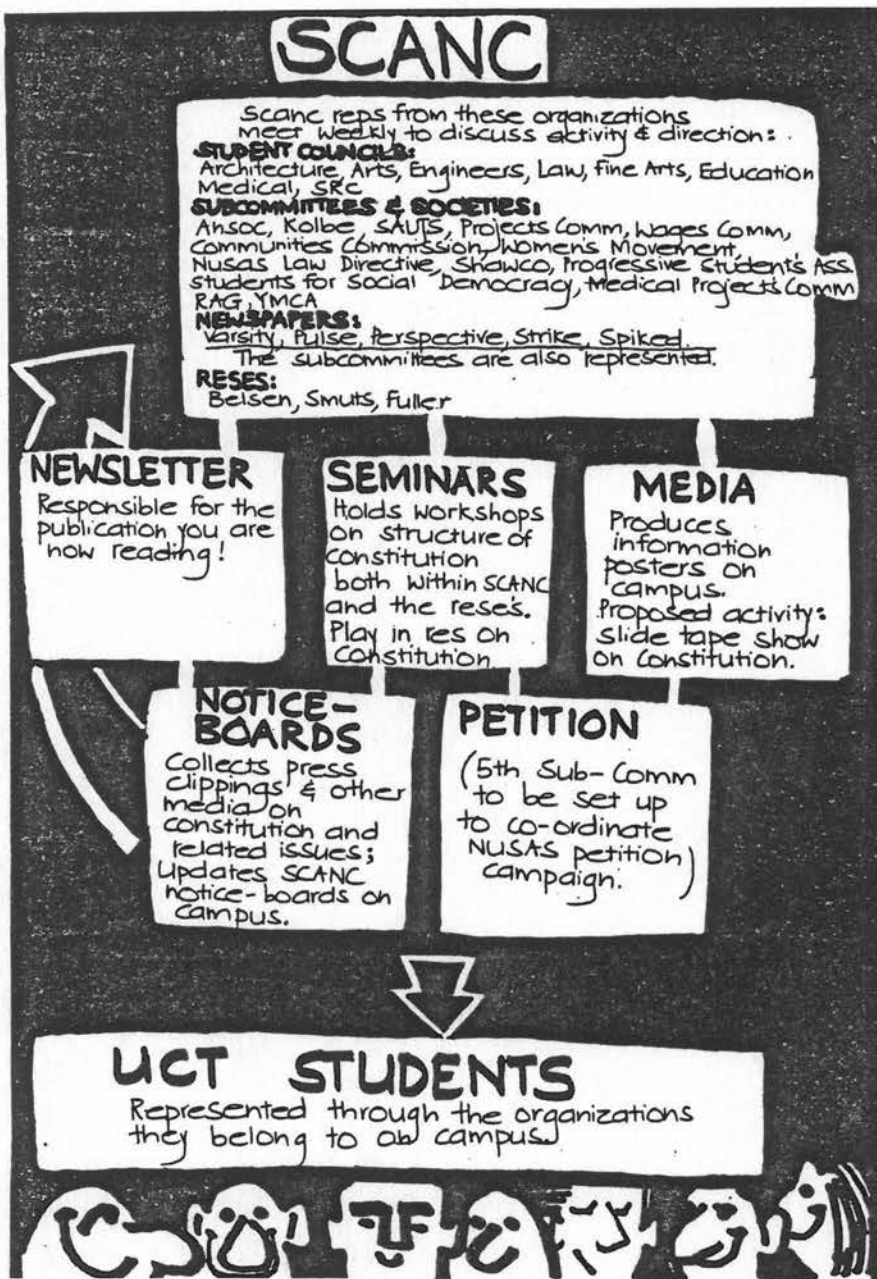 SCANC
Scanc reps from these organizations
meet weekly to discuss activity & direction:
STUDENT COUNCILS:
Architecture, Arts, Engineers, Law, Fine Arts, Education
Medical, SRC
SUBCOMMITTEES & SOCIETIES:
Ansoc, Kolbe, SAUJS, Projects Comm, Wages Comm,
Communities Commission, Women's Movement,
Nusas Law Directive, Shawco, Progressive Student's Ass.
Students for Social Democracy, Medical Projects Comm
RAG, YMCA
NEWSPAPERS:
Varsity, Pulse, Perspective, Strike, Spiked.
The subcommittees are also represented.
RESES:
Belsen, Smuts, Fuller
NEWSLETTER
Responsible for the
publication you are
now reading!
SEMINARS
Holds workshops
on structure of
constitution
both within SCANC
and the rese's.
Play in res on
constitution
MEDIA
Produces
information
posters on
campus.
Proposed activity:
slide tape show
on constitution.
NOTICE-
BOARDS
Collects press
clippings & other
media on
constitution and
related issues;
Updates SCANC
notice-boards on
campus.
PETITION
(5th Sub-Comm
to be set up
to co-ordinate
NUSAS petition)
campaign.
UCT STUDENTS
Represented through the organizations
they belong to on campus.